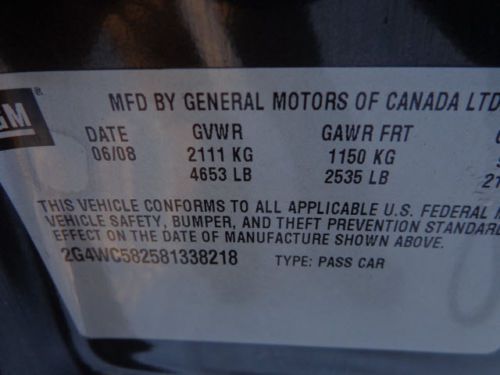 GM®
MFD BY GENERAL MOTORS OF CANADA LTD
DATE GVWR GAWR FRT
06/08 2111 KG 1150 KG
4653 LB 2535 LB
THIS VEHICLE CONFORMS TO ALL APPLICABLE U.S. FEDERAL
VEHICLE SAFETY, BUMPER, AND THEFT PREVENTION STANDARD
EFFECT ON THE DATE OF MANUFACTURE SHOWN ABOVE.
2G4WC582581338218 TYPE: PASS CAR